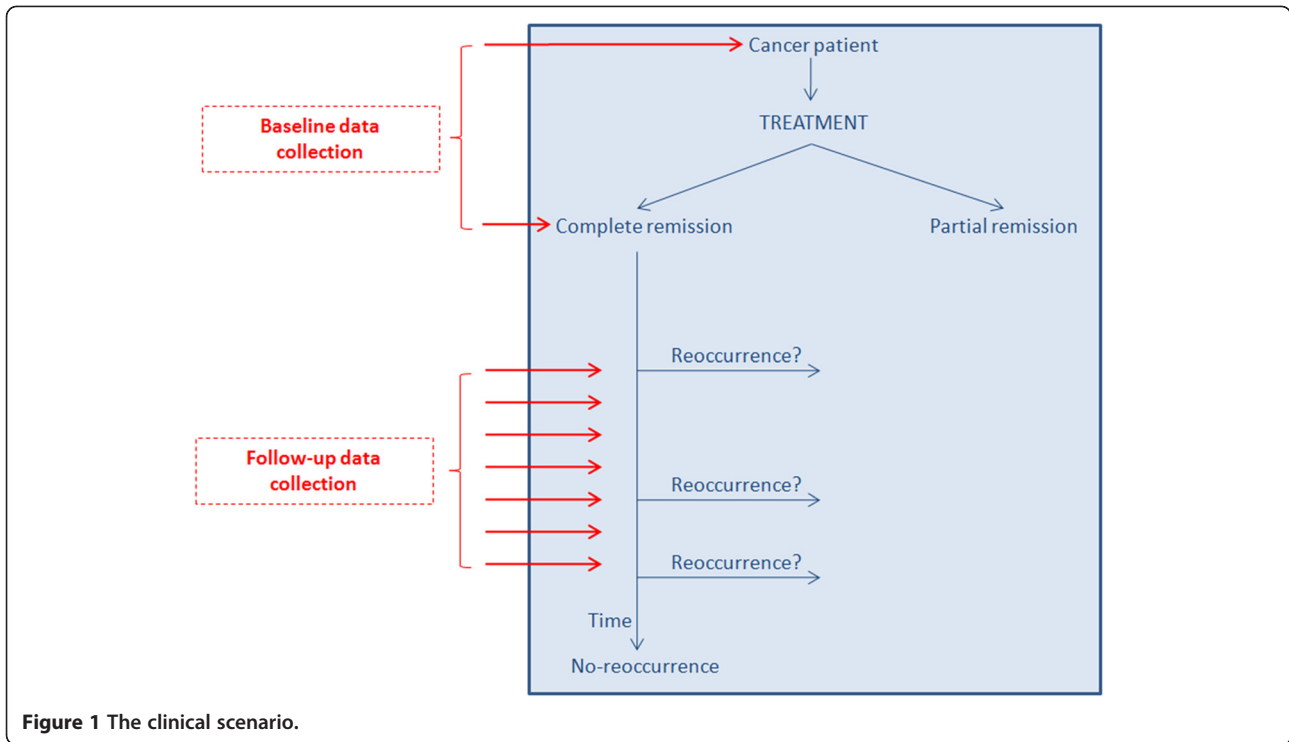 Cancer patient
Baseline data
collection
TREATMENT
Complete remission
Partial remission
Reoccurrence?
Follow-up data
collection
Reoccurrence?
Reoccurrence?
Time
No-reoccurrence
Figure 1 The clinical scenario.